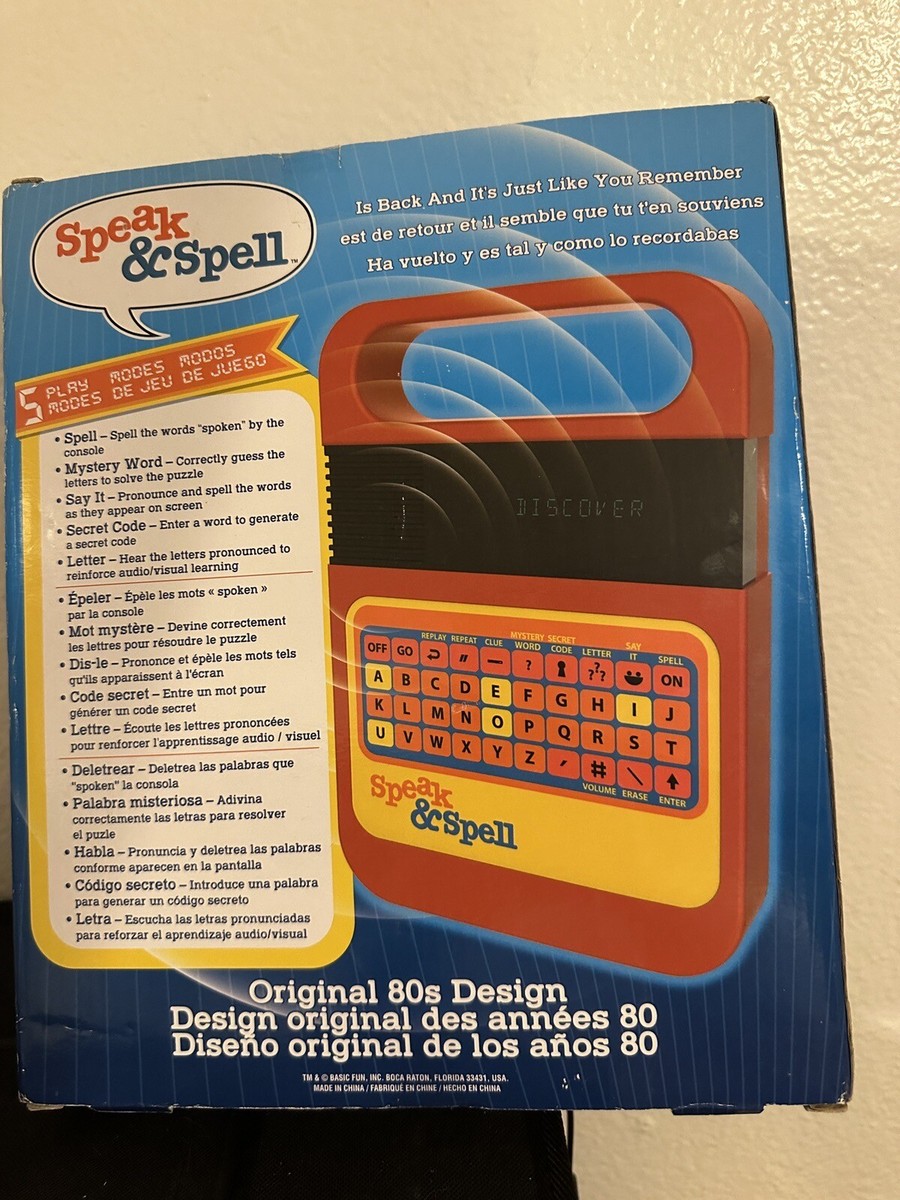 Speak
&Spell™
Is Back And It's Just Like You Remember
est de retour et il semble que tu t'en souviens
Ha vuelto y es tal y como lo recordabas
5 PLAY MODES MODOS
MODES DE JEU DE JUEGO
• Spell – Spell the words "spoken" by the
console
• Mystery Word – Correctly guess the
letters to solve the puzzle
• Say It – Pronounce and spell the words
as they appear on screen
• Secret Code – Enter a word to generate
a secret code
• Letter – Hear the letters pronounced to
reinforce audio/visual learning
• Épeler – Épèle les mots « spoken »
par la console
• Mot mystère – Devine correctement
les lettres pour résoudre le puzzle
• Dis-le – Prononce et épèle les mots tels
qu'ils apparaissent à l'écran
• Code secret – Entre un mot pour
générer un code secret
• Lettre – Écoute les lettres prononcées
pour renforcer l'apprentissage audio / visuel
• Deletrear – Deletrea las palabras que
"spoken" la consola
• Palabra misteriosa – Adivina
correctamente las letras para resolver
el puzle
• Habla – Pronuncia y deletrea las palabras
conforme aparecen en la pantalla
• Código secreto – Introduce una palabra
para generar un código secreto
• Letra – Escucha las letras pronunciadas
para reforzar el aprendizaje audio/visual
DISCOVER
REPLAY REPEAT CLUE MYSTERY WORD SECRET CODE LETTER SAY IT SPELL
OFF GO ? ??? ON
A B C D E F G H I J
K L M N O P Q R S T
U V W X Y Z ' # \
VOLUME ERASE ENTER
Speak
&Spell
Original 80s Design
Design original des années 80
Diseño original de los años 80
TM & © BASIC FUN, INC. BOCA RATON, FLORIDA 33431, USA.
MADE IN CHINA / FABRIQUÉ EN CHINE / HECHO EN CHINA